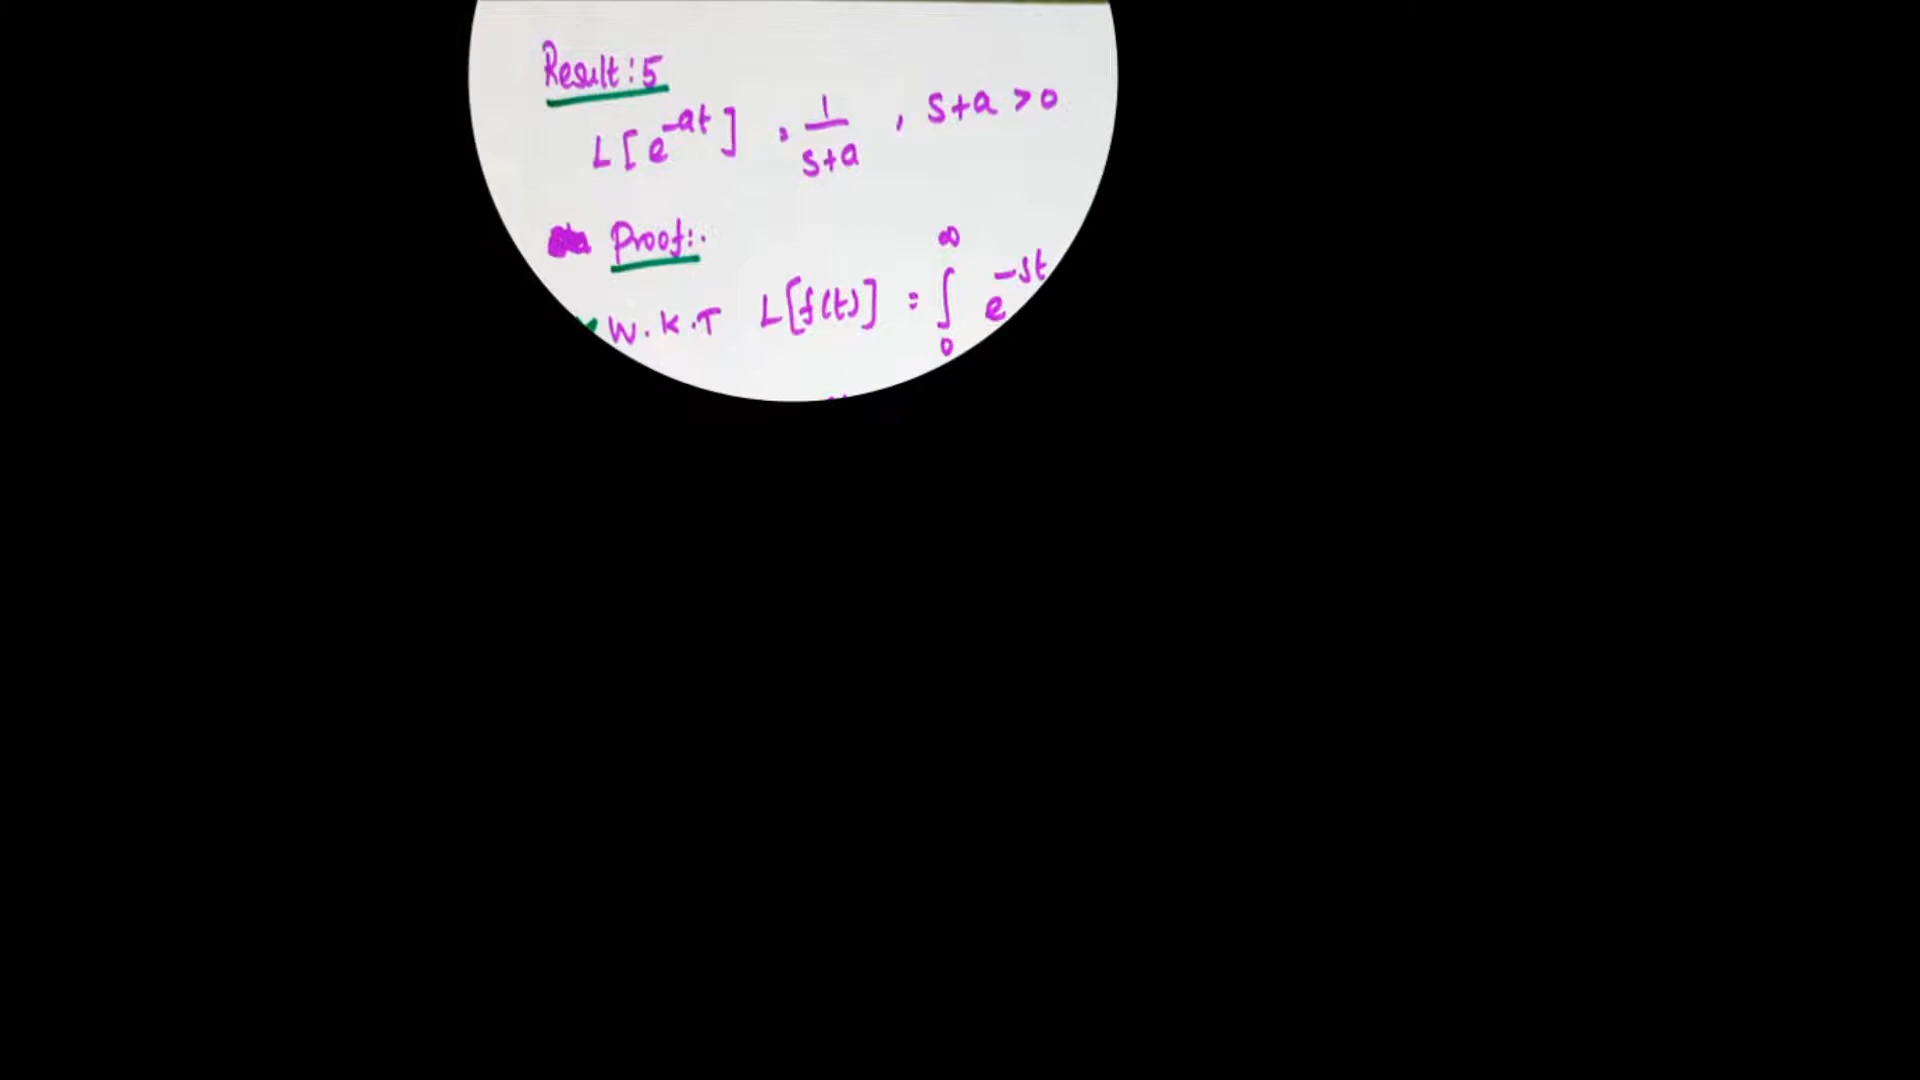 Result: 5
L[e^{-at}] = 1/(s+a) , s+a > 0
Proof:.
W.K.T L[f(t)] = ∫_0^∞ e^{-st}